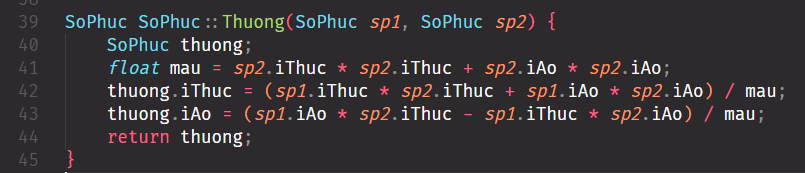 39 SoPhuc SoPhuc::Thuong(SoPhuc sp1, SoPhuc sp2) {
40     SoPhuc thuong;
41     float mau = sp2.iThuc * sp2.iThuc + sp2.iAo * sp2.iAo;
42     thuong.iThuc = (sp1.iThuc * sp2.iThuc + sp1.iAo * sp2.iAo) / mau;
43     thuong.iAo = (sp1.iAo * sp2.iThuc - sp1.iThuc * sp2.iAo) / mau;
44     return thuong;
45 }